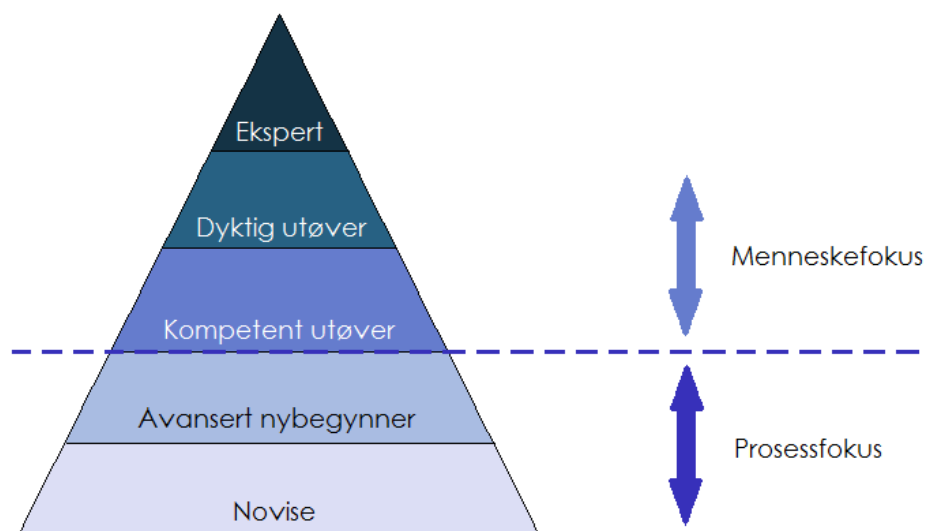 Ekspert
Dyktig utøver
Menneskefokus
Kompetent utøver
Avansert nybegynner
Prosessfokus
Novise